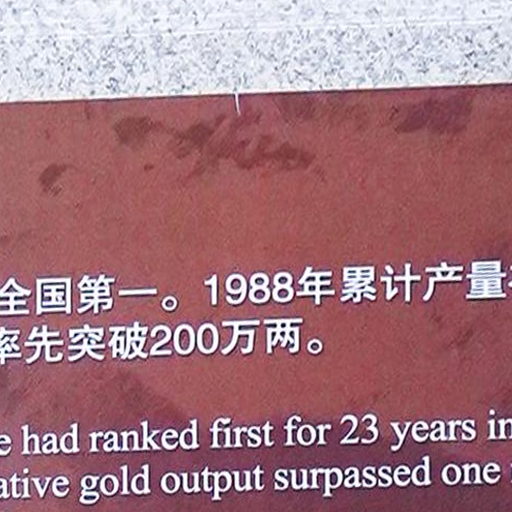 全国第一。1988年累计产量
率先突破200万两。
had ranked first for 23 years in
ative gold output surpassed one